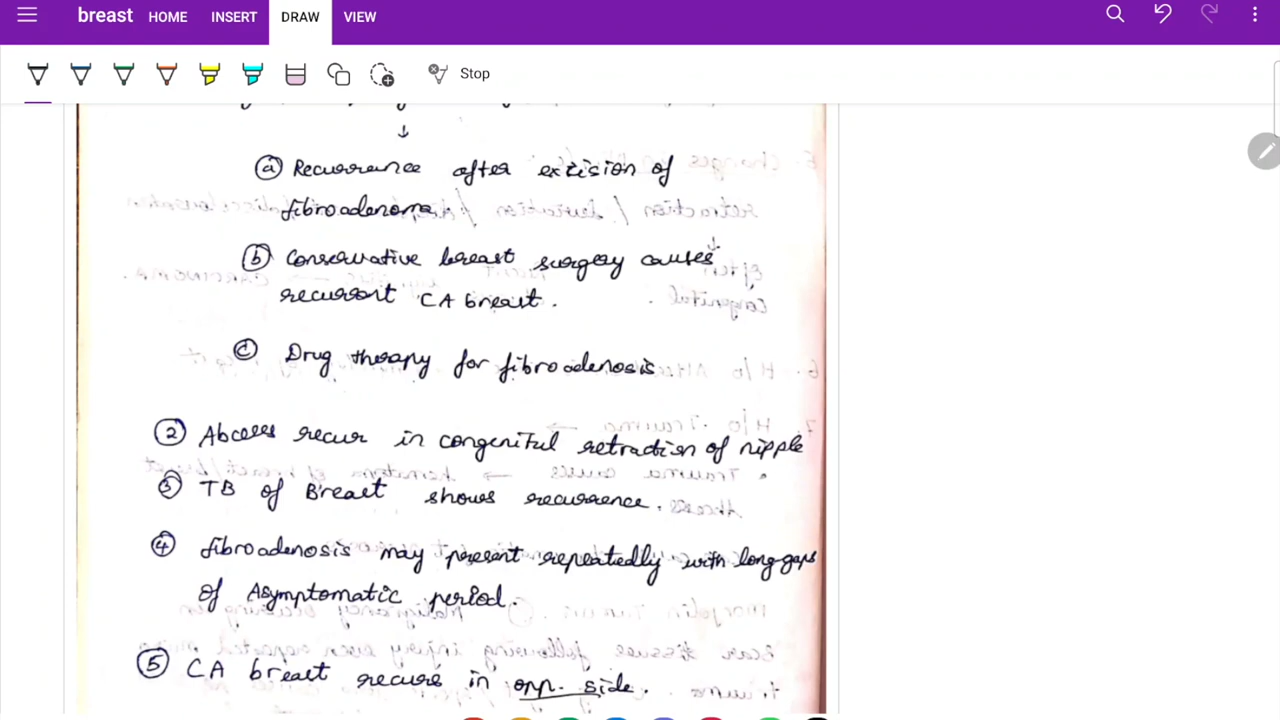 breast HOME INSERT DRAW VIEW
Stop
↓
ⓐ Recurrance after excision of
fibroadenoma.
ⓑ Conservative breast surgery causes
recurrent CA breast.
ⓒ Drug therapy for fibroadenosis
② Abcess recur in congenital retraction of nipple
③ TB of Breast shows recurrence.
④ fibroadenosis may present repeatedly with long gaps
of Asymptomatic period.
⑤ CA breast recurs in opp. side.